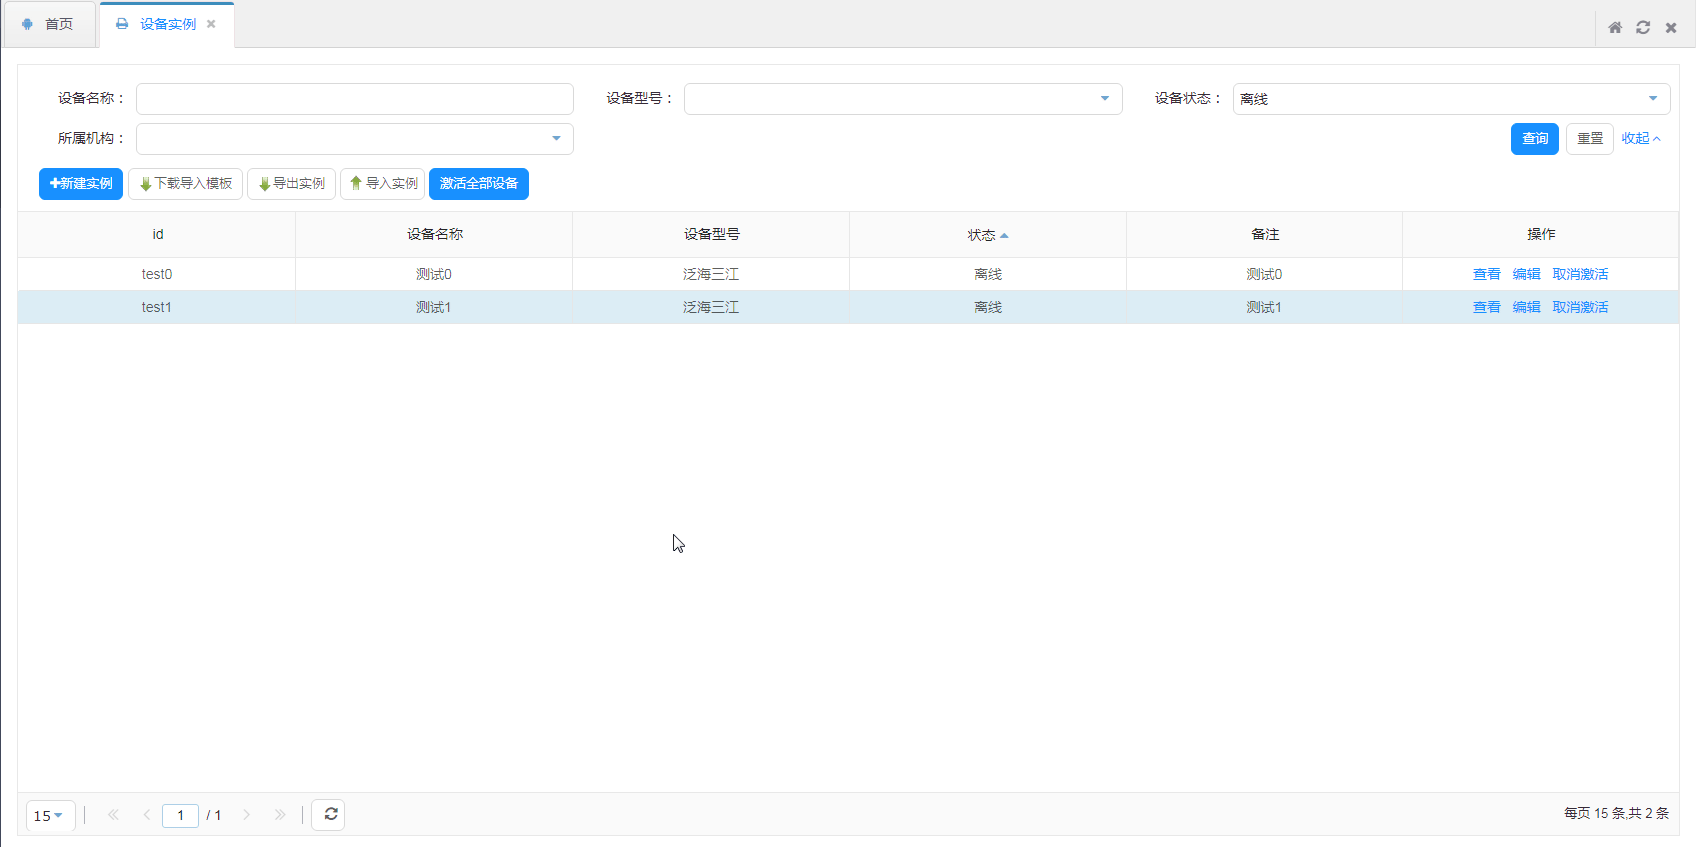 首页 设备实例
设备名称： 设备型号： 设备状态： 离线
所属机构： 查询 重置 收起
新建实例 下载导入模板 导出实例 导入实例 激活全部设备
id 设备名称 设备型号 状态 备注 操作
test0 测试0 泛海三江 离线 测试0 查看 编辑 取消激活
test1 测试1 泛海三江 离线 测试1 查看 编辑 取消激活
15 1 / 1 每页 15 条,共 2 条